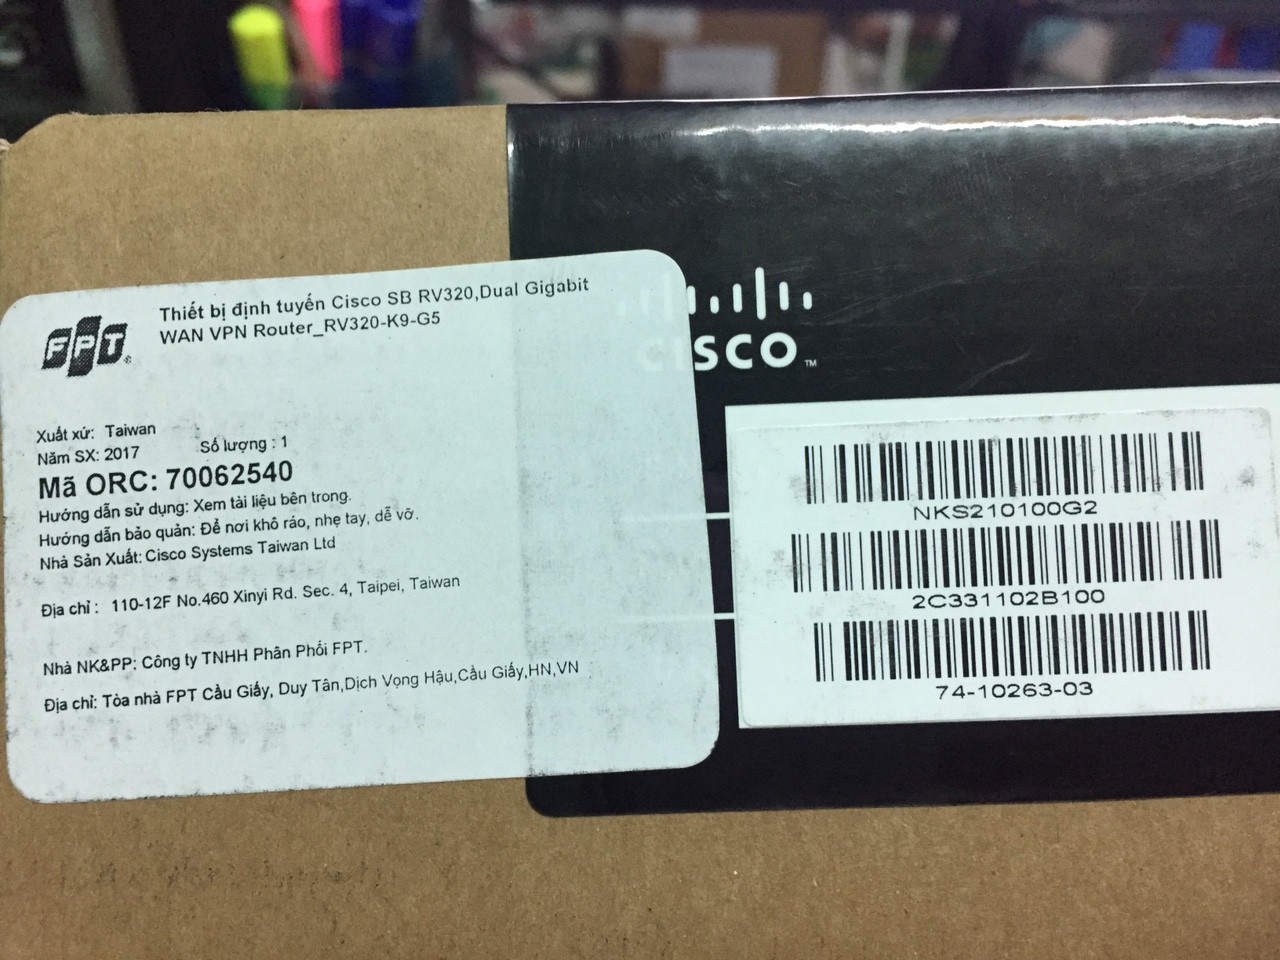 FPT®
Thiết bị định tuyến Cisco SB RV320,Dual Gigabit
WAN VPN Router_RV320-K9-G5
Xuất xứ: Taiwan
Năm SX: 2017 Số lượng : 1
Mã ORC: 70062540
Hướng dẫn sử dụng: Xem tài liệu bên trong.
Hướng dẫn bảo quản: Để nơi khô ráo, nhẹ tay, dễ vỡ.
Nhà Sản Xuất: Cisco Systems Taiwan Ltd
Địa chỉ : 110-12F No.460 Xinyi Rd. Sec. 4, Taipei, Taiwan
Nhà NK&PP: Công ty TNHH Phân Phối FPT.
Địa chỉ: Tòa nhà FPT Cầu Giấy, Duy Tân,Dịch Vọng Hậu,Cầu Giấy,HN,VN
CISCO™
NKS210100G2
2C331102B100
74-10263-03